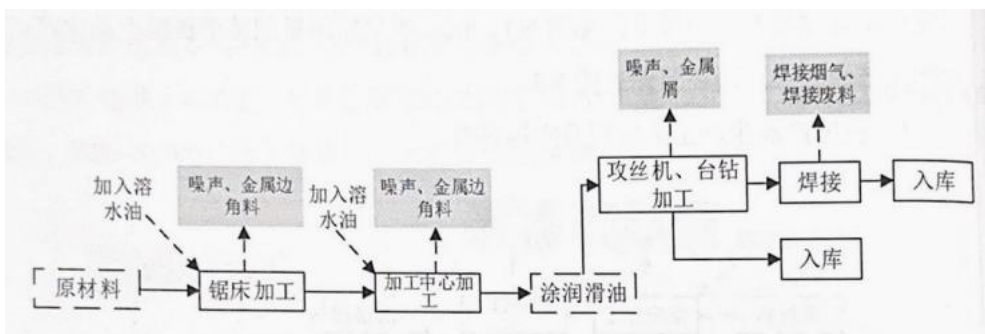 噪声、金属
屑
焊接烟气、
焊接废料
加入溶
水油
噪声、金属边
角料
加入溶
水油
噪声、金属边
角料
攻丝机、台钻
加工
焊接
入库
入库
原材料
锯床加工
加工中心加
工
涂润滑油